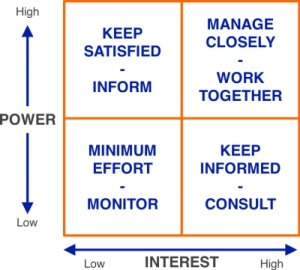 High
KEEP
SATISFIED
-
INFORM
MANAGE
CLOSELY
-
WORK
TOGETHER
POWER
MINIMUM
EFFORT
-
MONITOR
KEEP
INFORMED
-
CONSULT
Low
Low
INTEREST
High